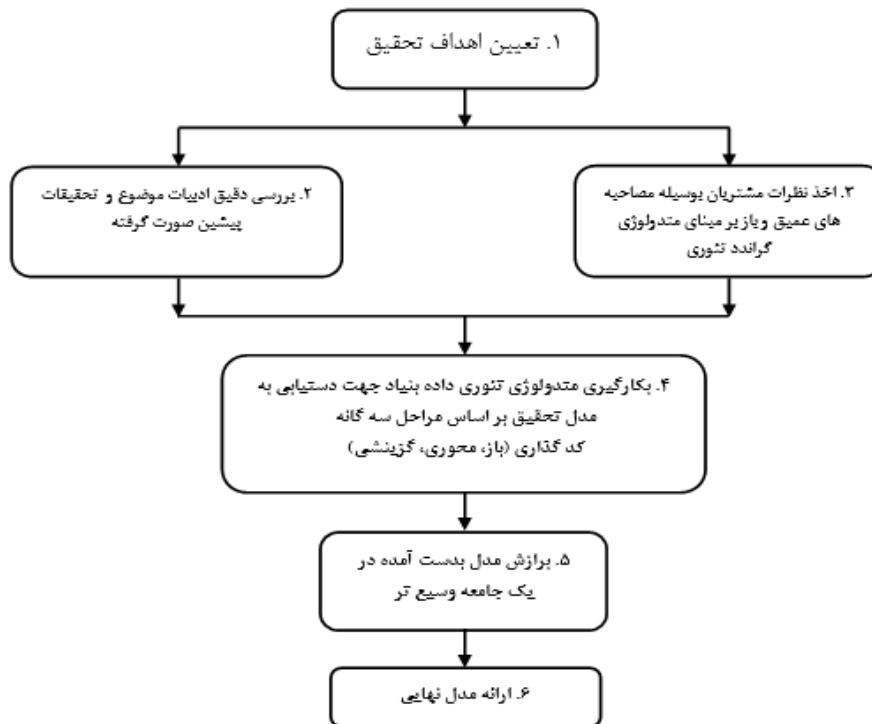 ۱. تعیین اهداف تحقیق
۲. بررسی دقیق ادبیات موضوع و تحقیقات
پیشین صورت گرفته
۳. اخذ نظرات مشتریان بوسیله مصاحبه
های عمیق و باز بر مبنای متدولوژی
گراندد تئوری
۴. بکارگیری متدولوژی تئوری داده بنیاد جهت دستیابی به
مدل تحقیق بر اساس مراحل سه گانه
کد گذاری (باز، محوری، گزینشی)
۵. برازش مدل بدست آمده در
یک جامعه وسیع تر
۶. ارائه مدل نهایی